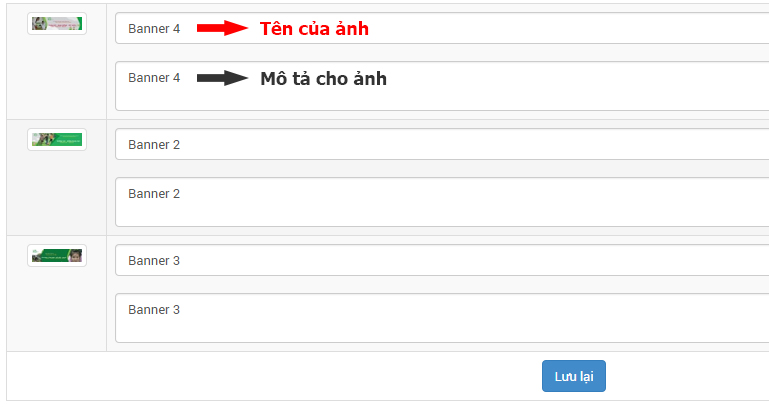 Banner 4 Tên của ảnh
Banner 4 Mô tả cho ảnh
Banner 2
Banner 2
Banner 3
Banner 3
Lưu lại